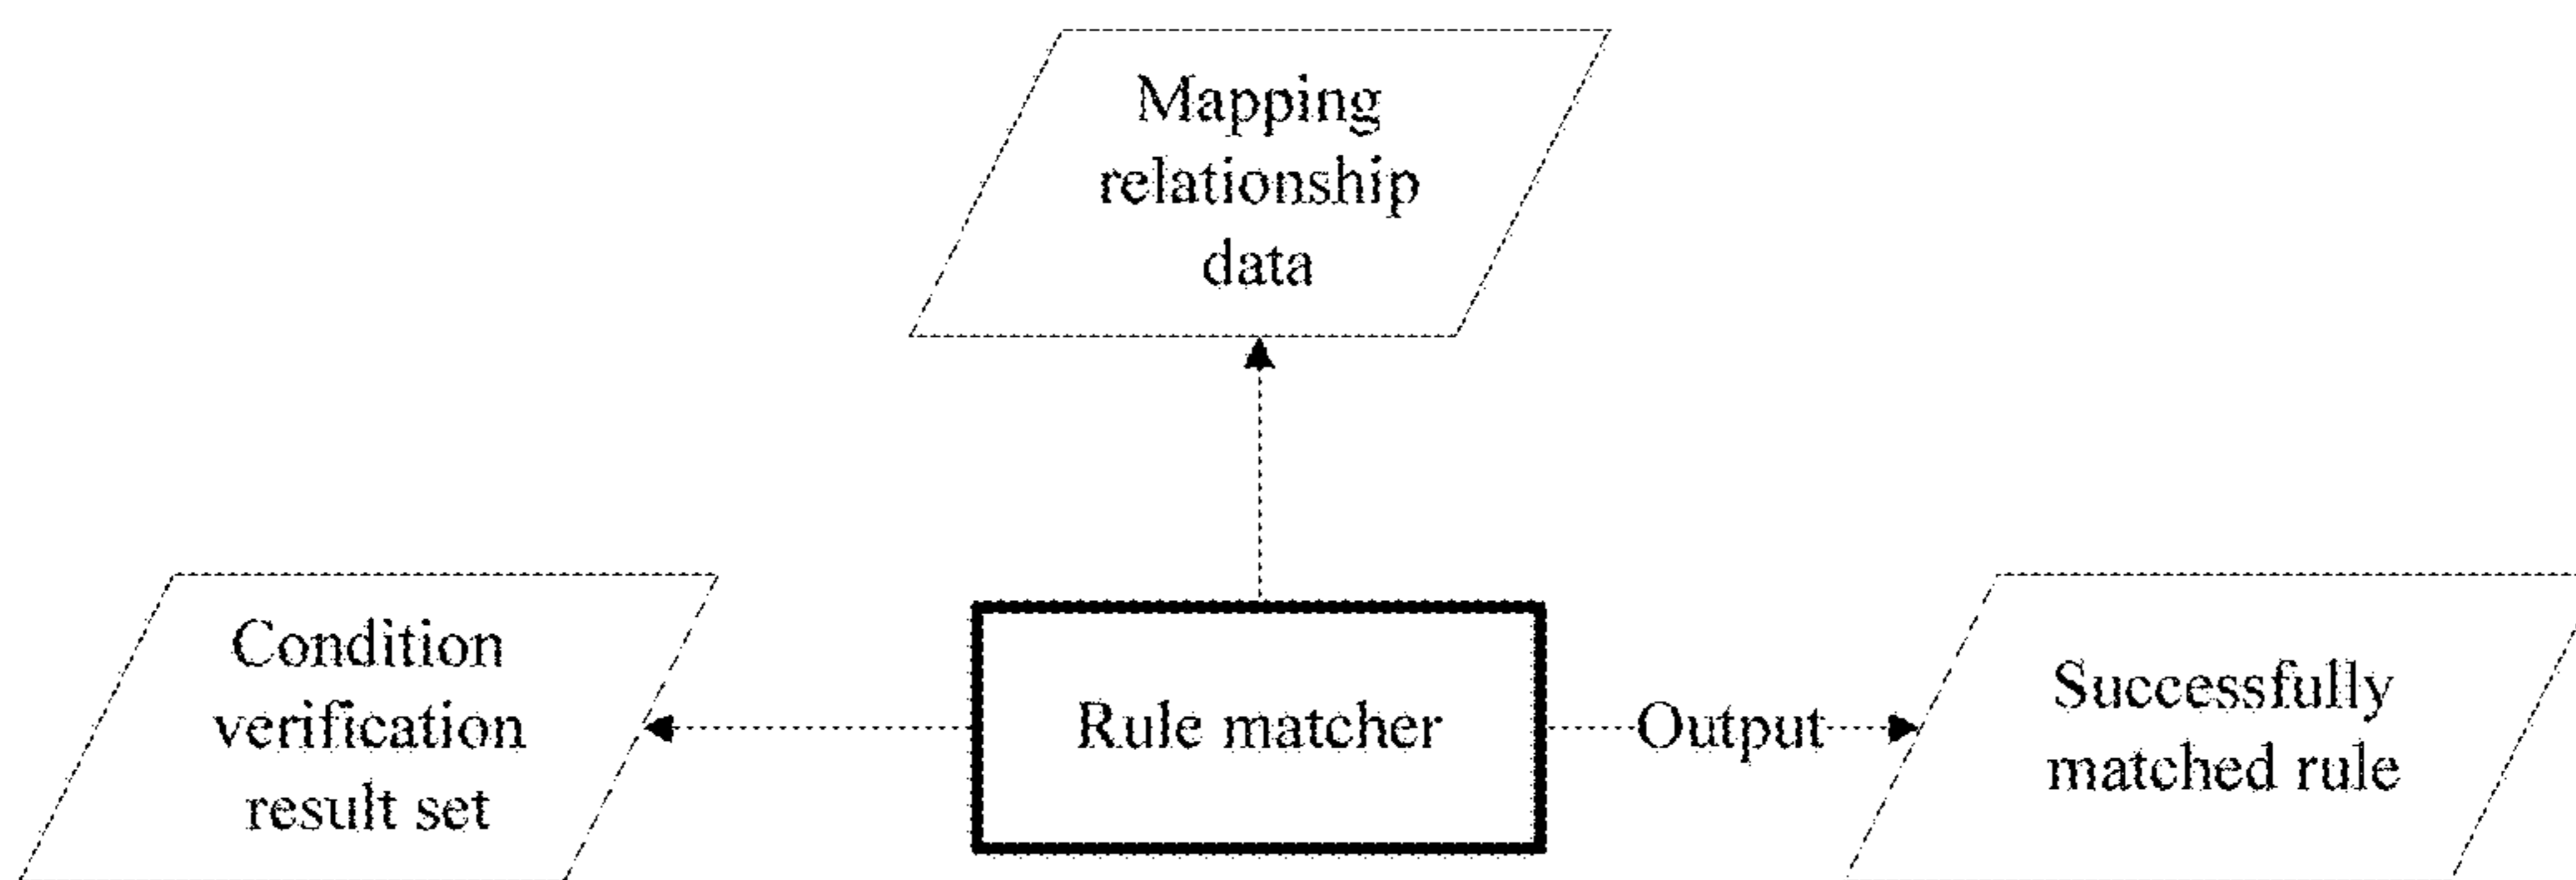 Mapping
relationship
data
Condition
verification
result set
Rule matcher
Output
Successfully
matched rule